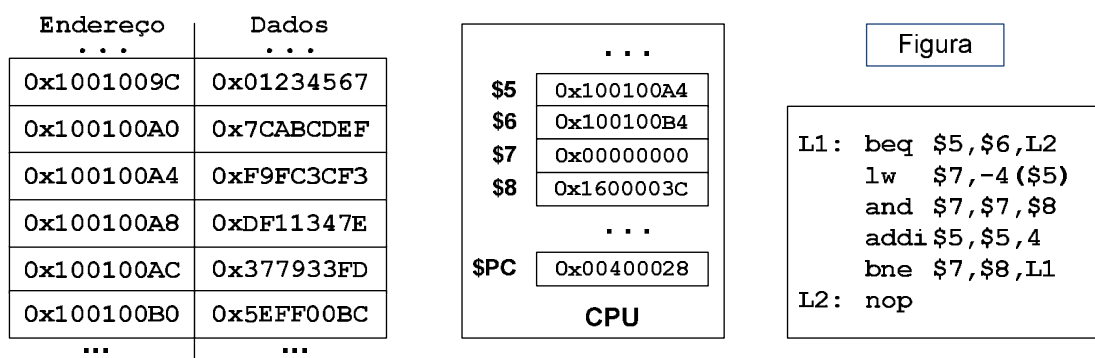 Endereço Dados
... ...
0x1001009C 0x01234567
0x100100A0 0x7CABCDEF
0x100100A4 0xF9FC3CF3
0x100100A8 0xDF11347E
0x100100AC 0x377933FD
0x100100B0 0x5EFF00BC
... ...
...
$5 0x100100A4
$6 0x100100B4
$7 0x00000000
$8 0x1600003C
...
$PC 0x00400028
CPU
Figura
L1: beq $5,$6,L2
lw $7,-4($5)
and $7,$7,$8
addi $5,$5,4
bne $7,$8,L1
L2: nop